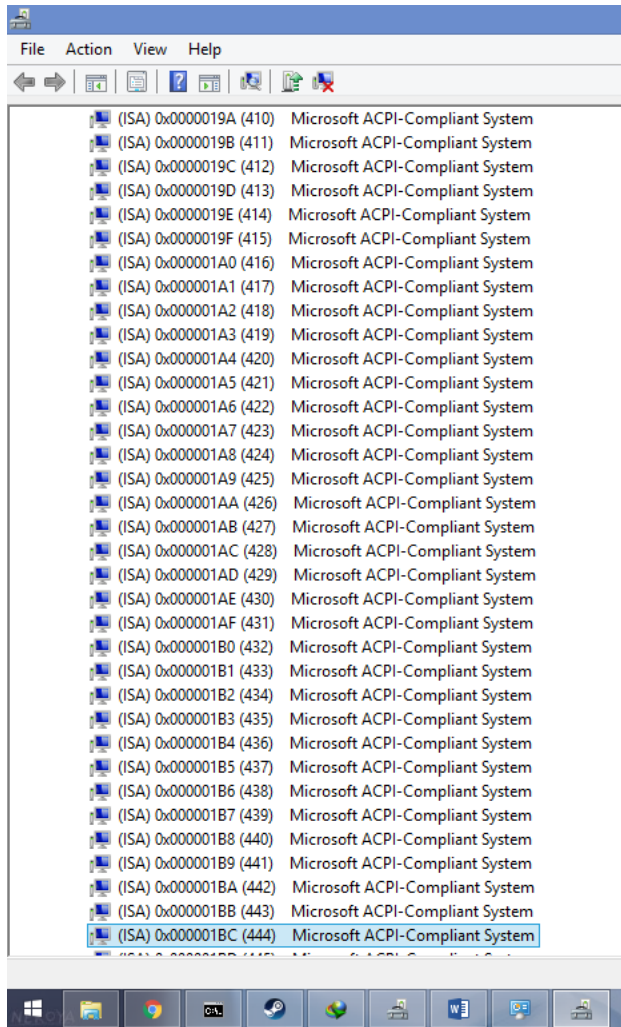 File Action View Help
(ISA) 0x0000019A (410) Microsoft ACPI-Compliant System
(ISA) 0x0000019B (411) Microsoft ACPI-Compliant System
(ISA) 0x0000019C (412) Microsoft ACPI-Compliant System
(ISA) 0x0000019D (413) Microsoft ACPI-Compliant System
(ISA) 0x0000019E (414) Microsoft ACPI-Compliant System
(ISA) 0x0000019F (415) Microsoft ACPI-Compliant System
(ISA) 0x000001A0 (416) Microsoft ACPI-Compliant System
(ISA) 0x000001A1 (417) Microsoft ACPI-Compliant System
(ISA) 0x000001A2 (418) Microsoft ACPI-Compliant System
(ISA) 0x000001A3 (419) Microsoft ACPI-Compliant System
(ISA) 0x000001A4 (420) Microsoft ACPI-Compliant System
(ISA) 0x000001A5 (421) Microsoft ACPI-Compliant System
(ISA) 0x000001A6 (422) Microsoft ACPI-Compliant System
(ISA) 0x000001A7 (423) Microsoft ACPI-Compliant System
(ISA) 0x000001A8 (424) Microsoft ACPI-Compliant System
(ISA) 0x000001A9 (425) Microsoft ACPI-Compliant System
(ISA) 0x000001AA (426) Microsoft ACPI-Compliant System
(ISA) 0x000001AB (427) Microsoft ACPI-Compliant System
(ISA) 0x000001AC (428) Microsoft ACPI-Compliant System
(ISA) 0x000001AD (429) Microsoft ACPI-Compliant System
(ISA) 0x000001AE (430) Microsoft ACPI-Compliant System
(ISA) 0x000001AF (431) Microsoft ACPI-Compliant System
(ISA) 0x000001B0 (432) Microsoft ACPI-Compliant System
(ISA) 0x000001B1 (433) Microsoft ACPI-Compliant System
(ISA) 0x000001B2 (434) Microsoft ACPI-Compliant System
(ISA) 0x000001B3 (435) Microsoft ACPI-Compliant System
(ISA) 0x000001B4 (436) Microsoft ACPI-Compliant System
(ISA) 0x000001B5 (437) Microsoft ACPI-Compliant System
(ISA) 0x000001B6 (438) Microsoft ACPI-Compliant System
(ISA) 0x000001B7 (439) Microsoft ACPI-Compliant System
(ISA) 0x000001B8 (440) Microsoft ACPI-Compliant System
(ISA) 0x000001B9 (441) Microsoft ACPI-Compliant System
(ISA) 0x000001BA (442) Microsoft ACPI-Compliant System
(ISA) 0x000001BB (443) Microsoft ACPI-Compliant System
(ISA) 0x000001BC (444) Microsoft ACPI-Compliant System